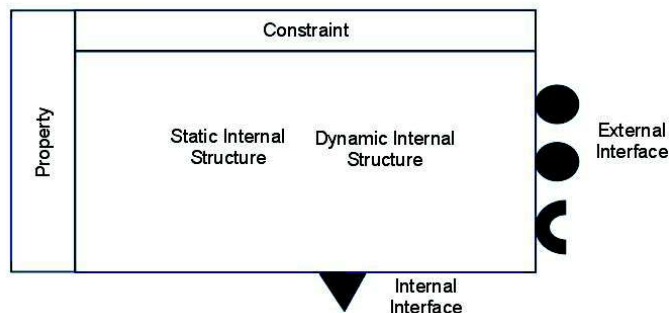 Constraint
Property
Static Internal
Structure
Dynamic Internal
Structure
External
Interface
Internal
Interface